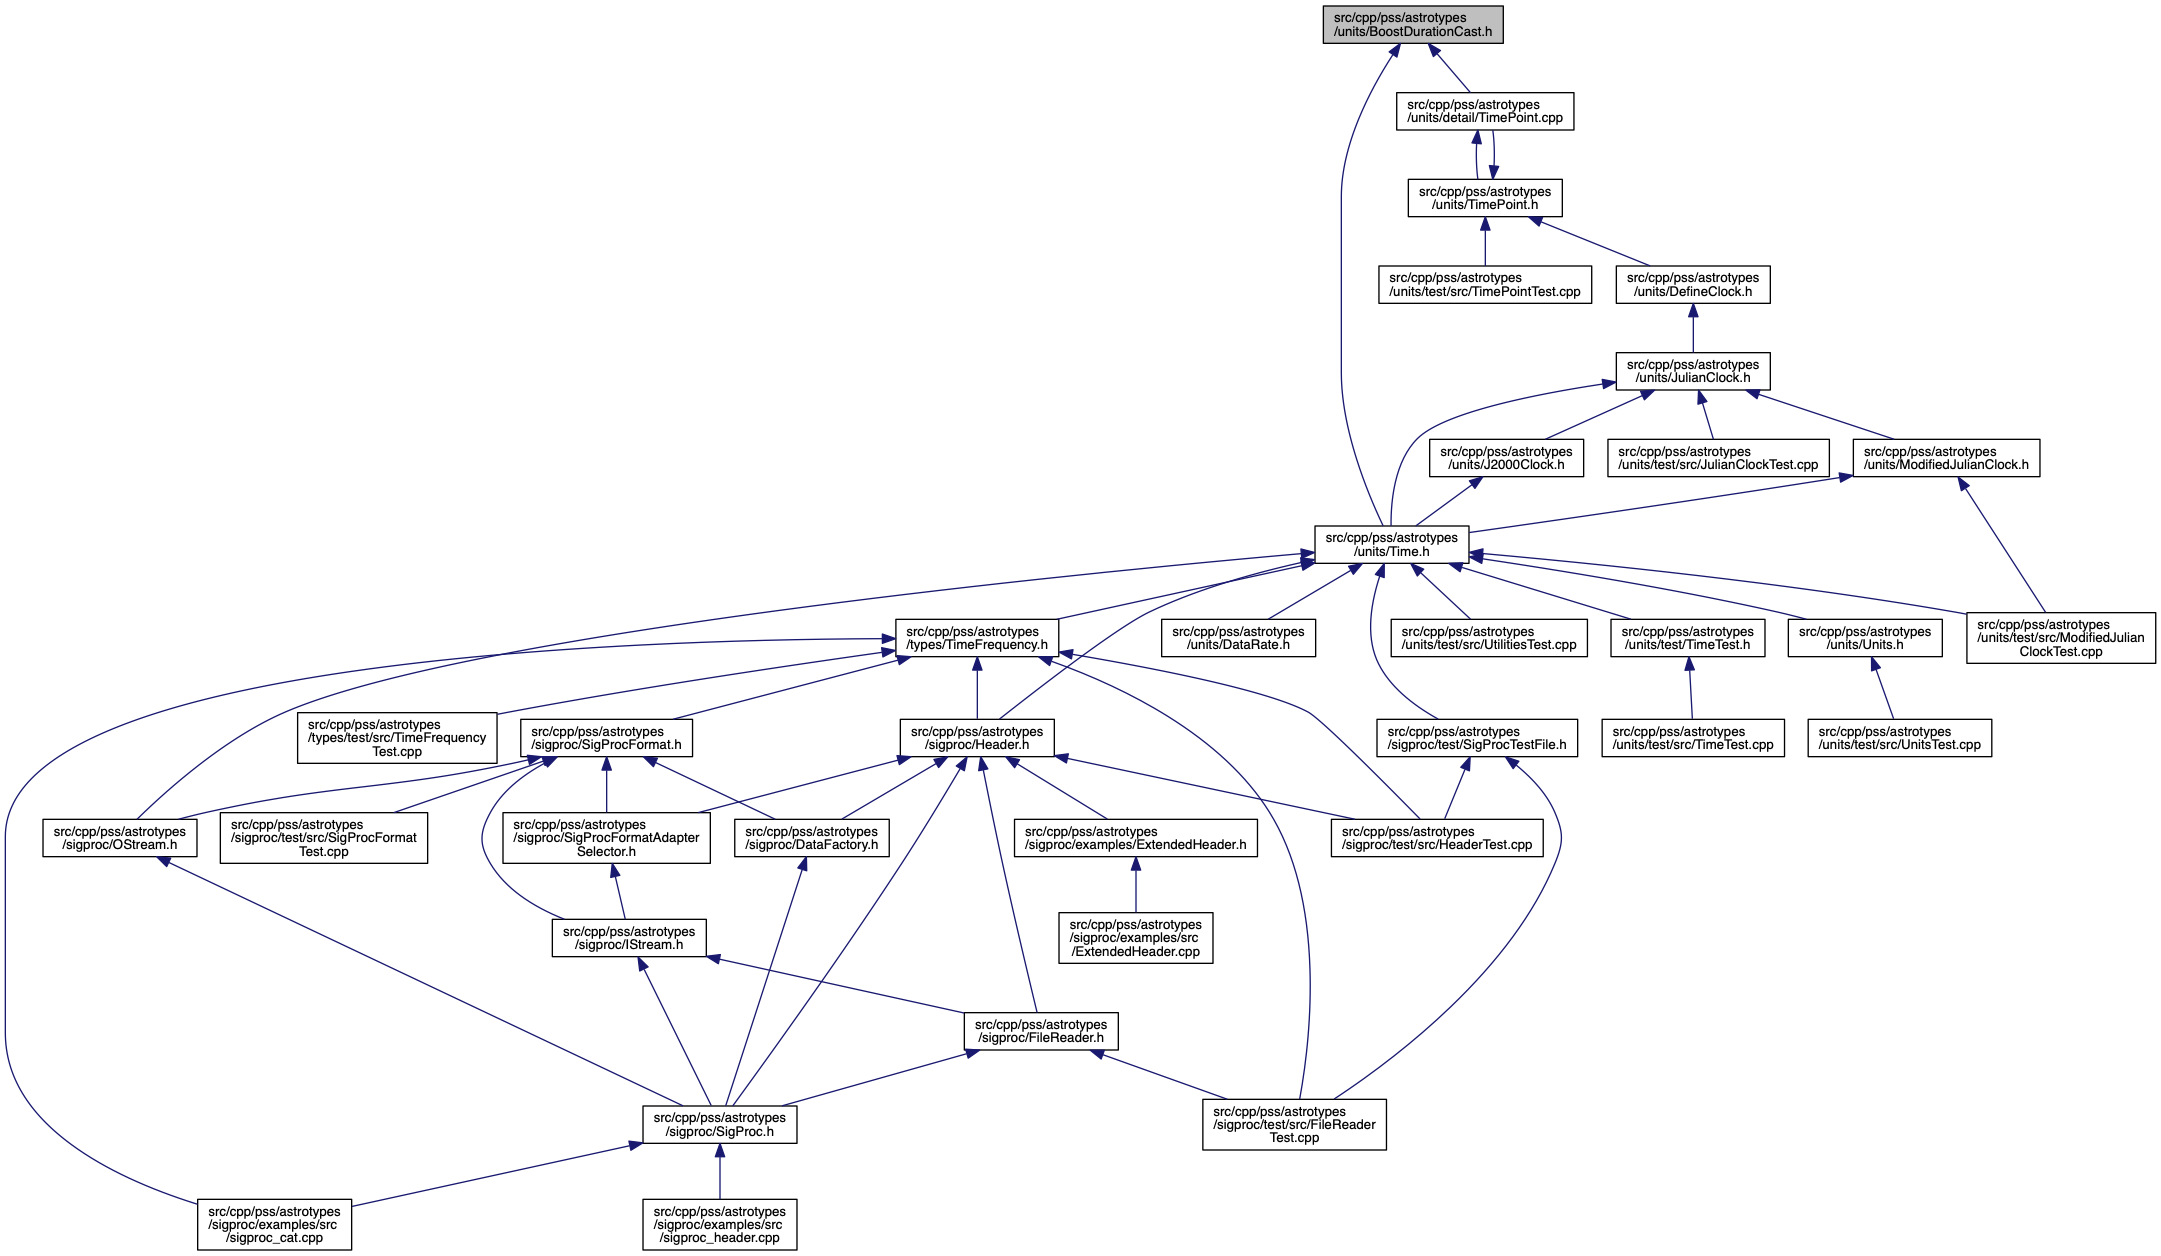 src/cpp/pss/astrotypes
/units/BoostDurationCast.h
src/cpp/pss/astrotypes
/units/detail/TimePoint.cpp
src/cpp/pss/astrotypes
/units/TimePoint.h
src/cpp/pss/astrotypes
/units/test/src/TimePointTest.cpp
src/cpp/pss/astrotypes
/units/DefineClock.h
src/cpp/pss/astrotypes
/units/JulianClock.h
src/cpp/pss/astrotypes
/units/J2000Clock.h
src/cpp/pss/astrotypes
/units/test/src/JulianClockTest.cpp
src/cpp/pss/astrotypes
/units/ModifiedJulianClock.h
src/cpp/pss/astrotypes
/units/Time.h
src/cpp/pss/astrotypes
/types/TimeFrequency.h
src/cpp/pss/astrotypes
/units/DataRate.h
src/cpp/pss/astrotypes
/units/test/src/UtilitiesTest.cpp
src/cpp/pss/astrotypes
/units/test/TimeTest.h
src/cpp/pss/astrotypes
/units/Units.h
src/cpp/pss/astrotypes
/units/test/src/ModifiedJulian
ClockTest.cpp
src/cpp/pss/astrotypes
/types/test/src/TimeFrequency
Test.cpp
src/cpp/pss/astrotypes
/sigproc/SigProcFormat.h
src/cpp/pss/astrotypes
/sigproc/Header.h
src/cpp/pss/astrotypes
/sigproc/test/SigProcTestFile.h
src/cpp/pss/astrotypes
/units/test/src/TimeTest.cpp
src/cpp/pss/astrotypes
/units/test/src/UnitsTest.cpp
src/cpp/pss/astrotypes
/sigproc/OStream.h
src/cpp/pss/astrotypes
/sigproc/test/src/SigProcFormat
Test.cpp
src/cpp/pss/astrotypes
/sigproc/SigProcFormatAdapter
Selector.h
src/cpp/pss/astrotypes
/sigproc/DataFactory.h
src/cpp/pss/astrotypes
/sigproc/examples/ExtendedHeader.h
src/cpp/pss/astrotypes
/sigproc/test/src/HeaderTest.cpp
src/cpp/pss/astrotypes
/sigproc/IStream.h
src/cpp/pss/astrotypes
/sigproc/examples/src
/ExtendedHeader.cpp
src/cpp/pss/astrotypes
/sigproc/FileReader.h
src/cpp/pss/astrotypes
/sigproc/SigProc.h
src/cpp/pss/astrotypes
/sigproc/test/src/FileReader
Test.cpp
src/cpp/pss/astrotypes
/sigproc/examples/src
/sigproc_cat.cpp
src/cpp/pss/astrotypes
/sigproc/examples/src
/sigproc_header.cpp